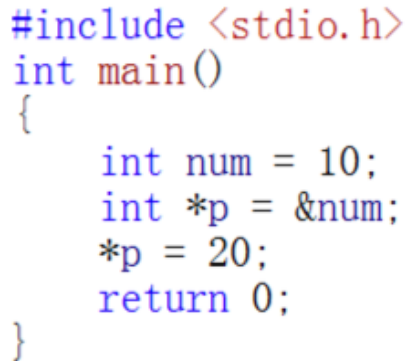 #include <stdio.h>
int main()
{
    int num = 10;
    int *p = &num;
    *p = 20;
    return 0;
}